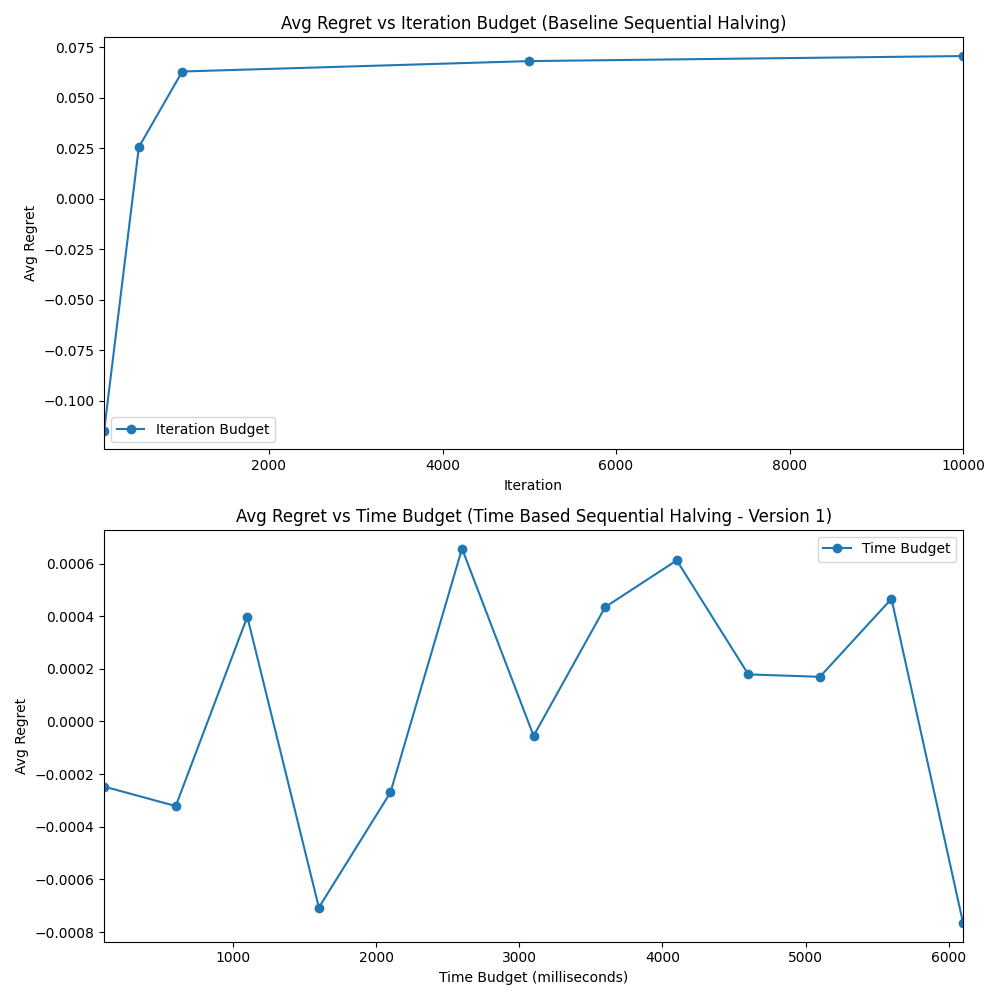 Avg Regret vs Iteration Budget (Baseline Sequential Halving)
0.075
0.050
0.025
0.000
−0.025
−0.050
−0.075
−0.100
Avg Regret
Iteration Budget
2000 4000 6000 8000 10000
Iteration
Avg Regret vs Time Budget (Time Based Sequential Halving - Version 1)
Time Budget
0.0006
0.0004
0.0002
0.0000
−0.0002
−0.0004
−0.0006
−0.0008
Avg Regret
1000 2000 3000 4000 5000 6000
Time Budget (milliseconds)